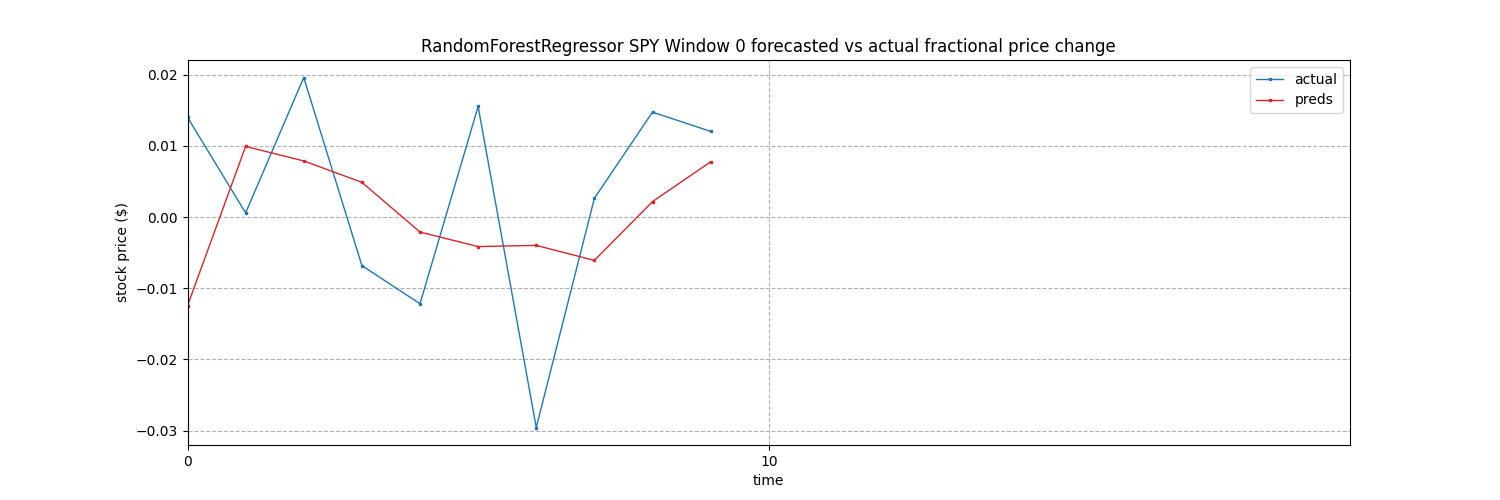 RandomForestRegressor SPY Window 0 forecasted vs actual fractional price change
actual
preds
stock price ($)
0.02
0.01
0.00
−0.01
−0.02
−0.03
0
10
time